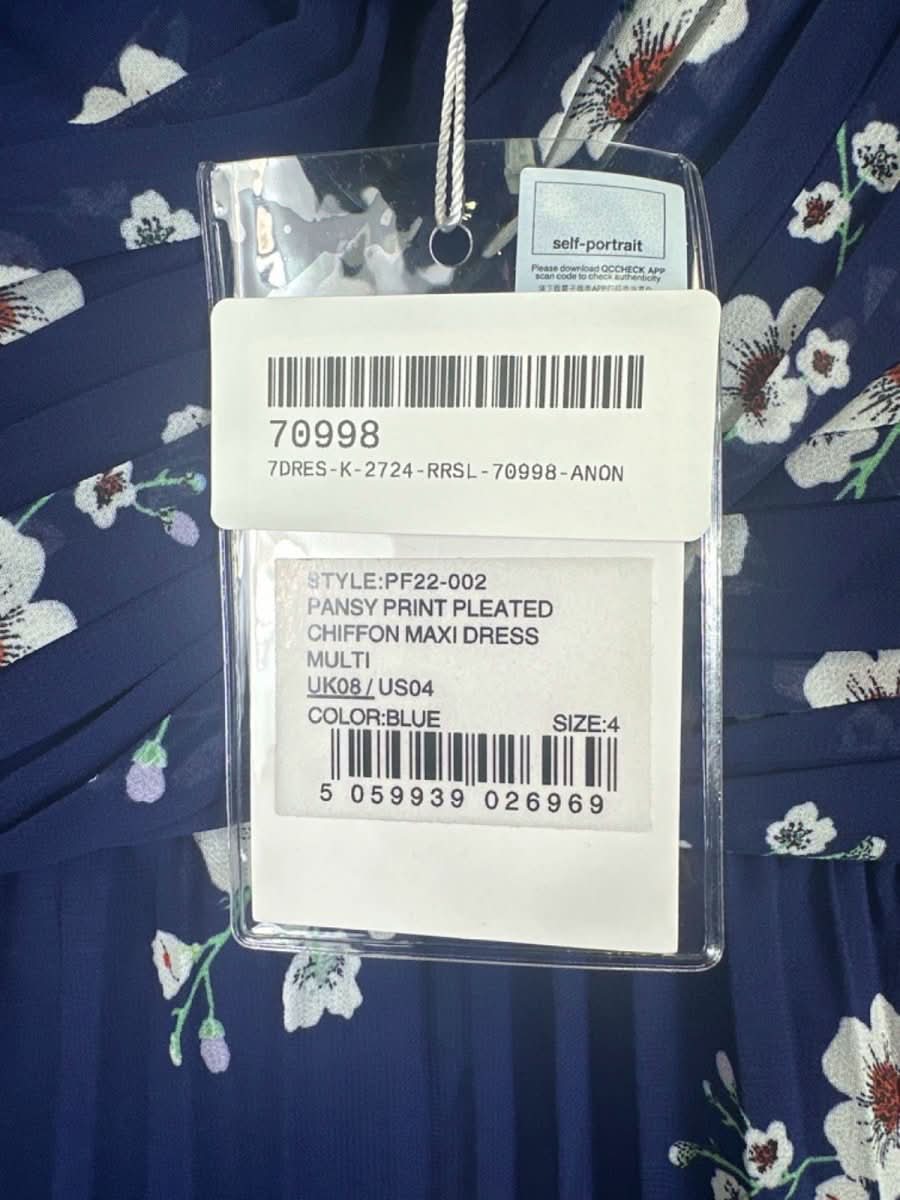 self-portrait
Please download QCCHECK APP
scan code to check authenticity
70998
7DRES-K-2724-RRSL-70998-ANON
STYLE:PF22-002
PANSY PRINT PLEATED
CHIFFON MAXI DRESS
MULTI
UK08 / US04
COLOR:BLUE SIZE:4
5 059939 026969